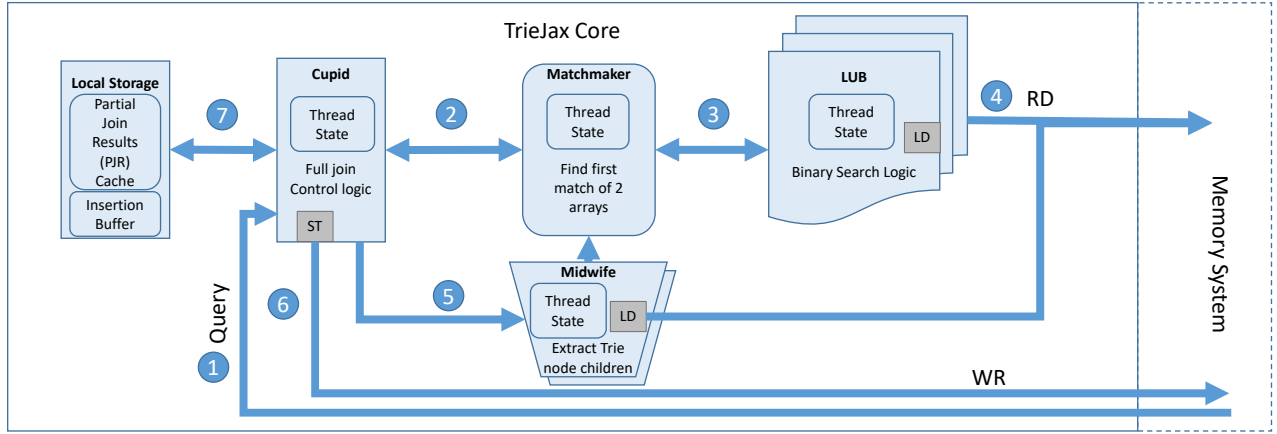 TrieJax Core
Local Storage
Partial
Join
Results
(PJR)
Cache
Insertion
Buffer
7
Cupid
Thread
State
Full join
Control logic
ST
2
Matchmaker
Thread
State
Find first
match of 2
arrays
3
LUB
Thread
State
LD
Binary Search Logic
4
RD
Memory System
Midwife
Thread
State
LD
Extract Trie
node children
5
6
Query
1
WR